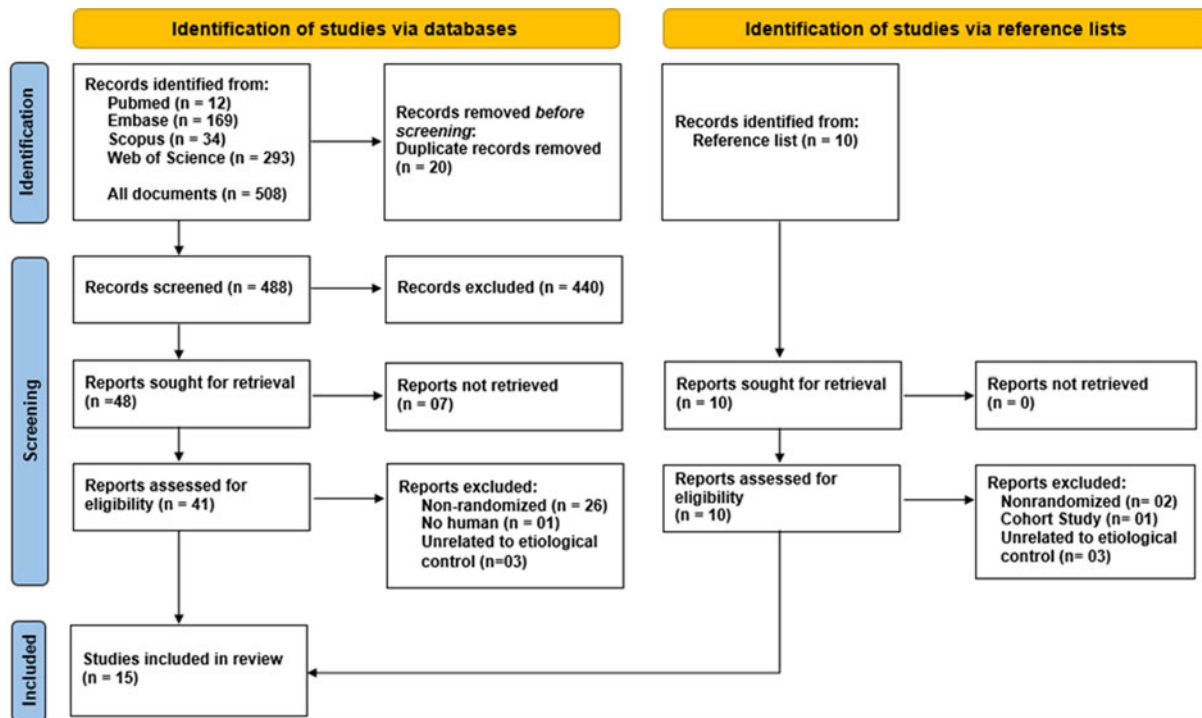 Identification of studies via databases
Identification of studies via reference lists
Identification
Records identified from:
Pubmed (n = 12)
Embase (n = 169)
Scopus (n = 34)
Web of Science (n = 293)
All documents (n = 508)
Records removed before
screening:
Duplicate records removed
(n = 20)
Records identified from:
Reference list (n = 10)
Screening
Records screened (n = 488)
Records excluded (n = 440)
Reports sought for retrieval
(n =48)
Reports not retrieved
(n = 07)
Reports sought for retrieval
(n = 10)
Reports not retrieved
(n = 0)
Reports assessed for
eligibility (n = 41)
Reports excluded:
Non-randomized (n = 26)
No human (n = 01)
Unrelated to etiological
control (n=03)
Reports assessed for
eligibility
(n = 10)
Reports excluded:
Nonrandomized (n= 02)
Cohort Study (n= 01)
Unrelated to etiological
control (n= 03)
Included
Studies included in review
(n = 15)